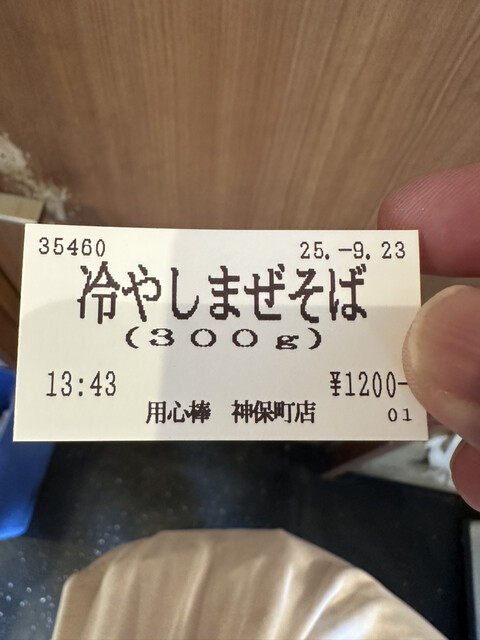 35460 25.-9.23
冷やしまぜそば
(300g)
13:43 ¥1200-
用心棒 神保町店 01